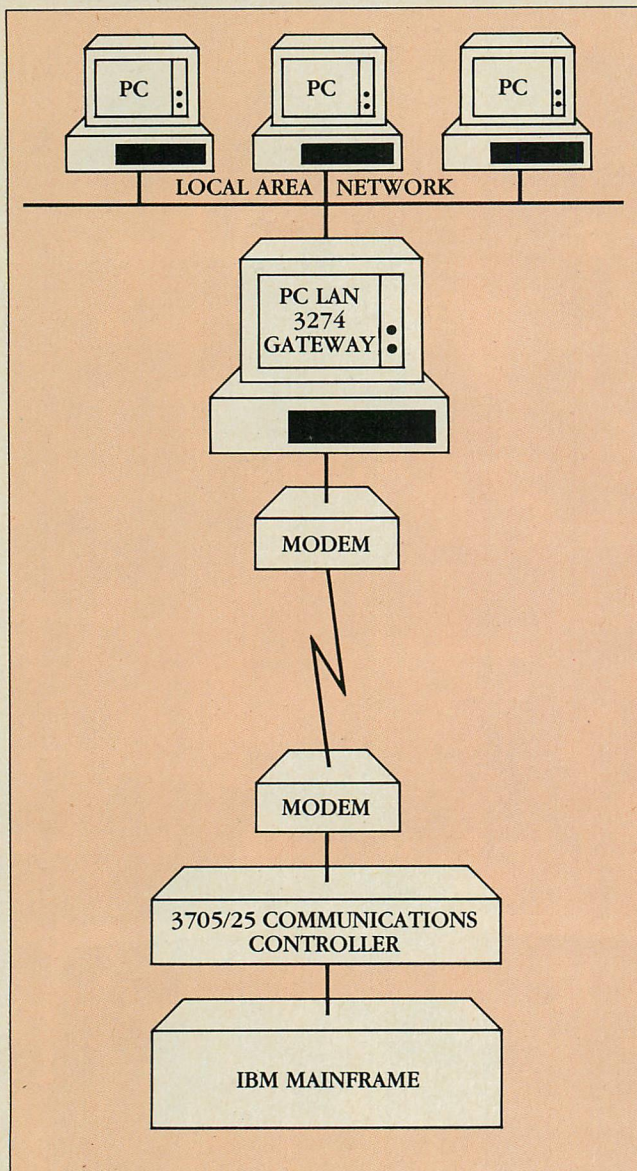 PC
PC
PC
LOCAL AREA NETWORK
PC LAN
3274
GATEWAY
MODEM
MODEM
3705/25 COMMUNICATIONS
CONTROLLER
IBM MAINFRAME